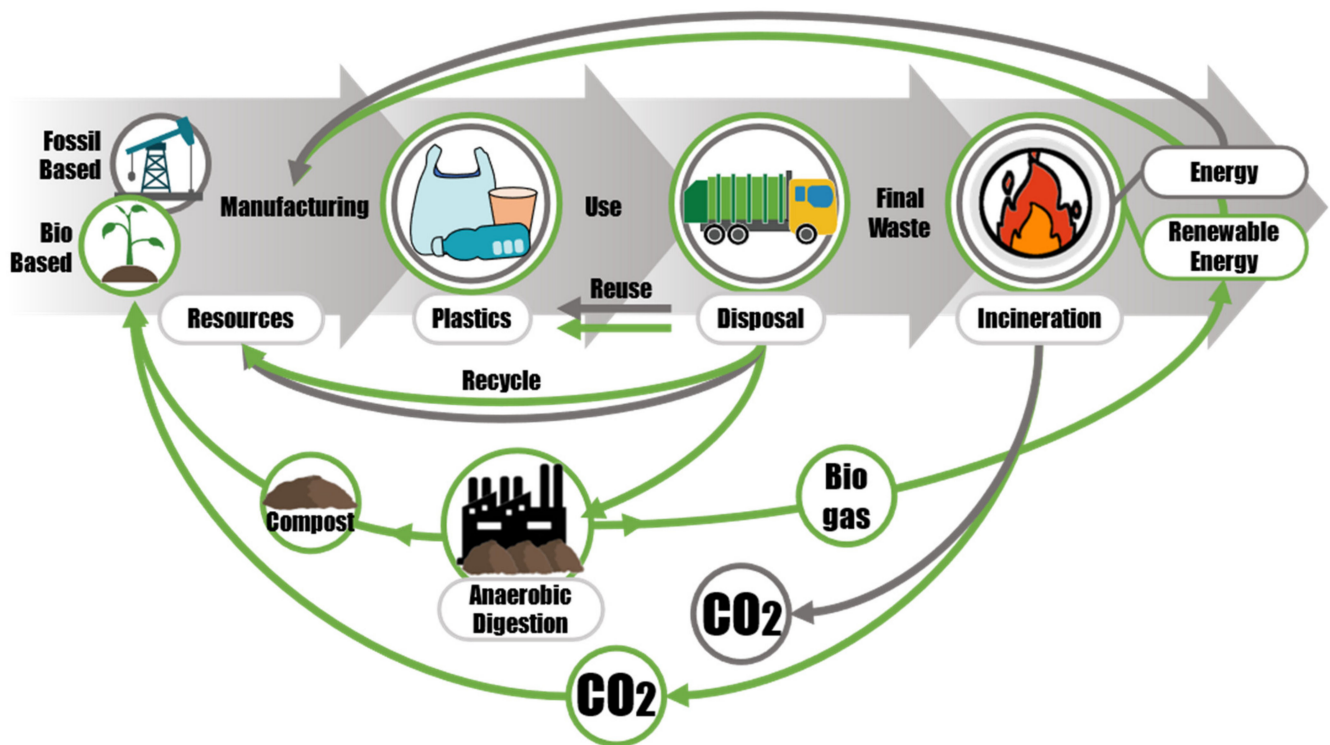 Fossil
Based
Bio
Based
Manufacturing
Use
Final
Waste
Energy
Renewable
Energy
Resources
Plastics
Reuse
Disposal
Incineration
Recycle
Compost
Anaerobic
Digestion
Bio
gas
CO2
CO2